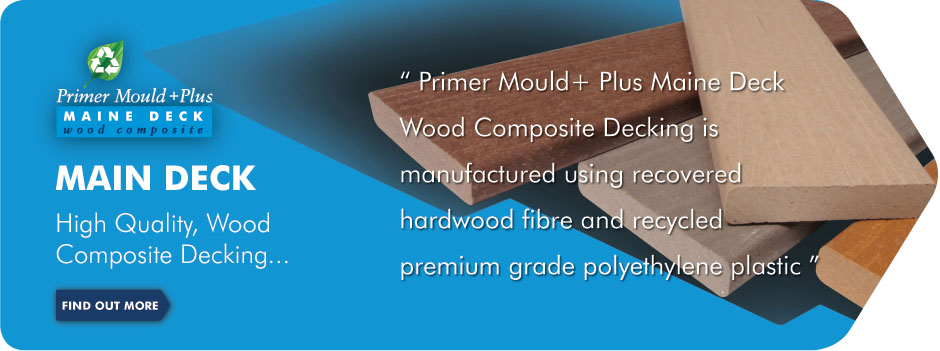 Primer Mould+Plus
MAINE DECK
wood composite
MAIN DECK
High Quality, Wood
Composite Decking...
FIND OUT MORE
“ Primer Mould+ Plus Maine Deck
Wood Composite Decking is
manufactured using recovered
hardwood fibre and recycled
premium grade polyethylene plastic ”